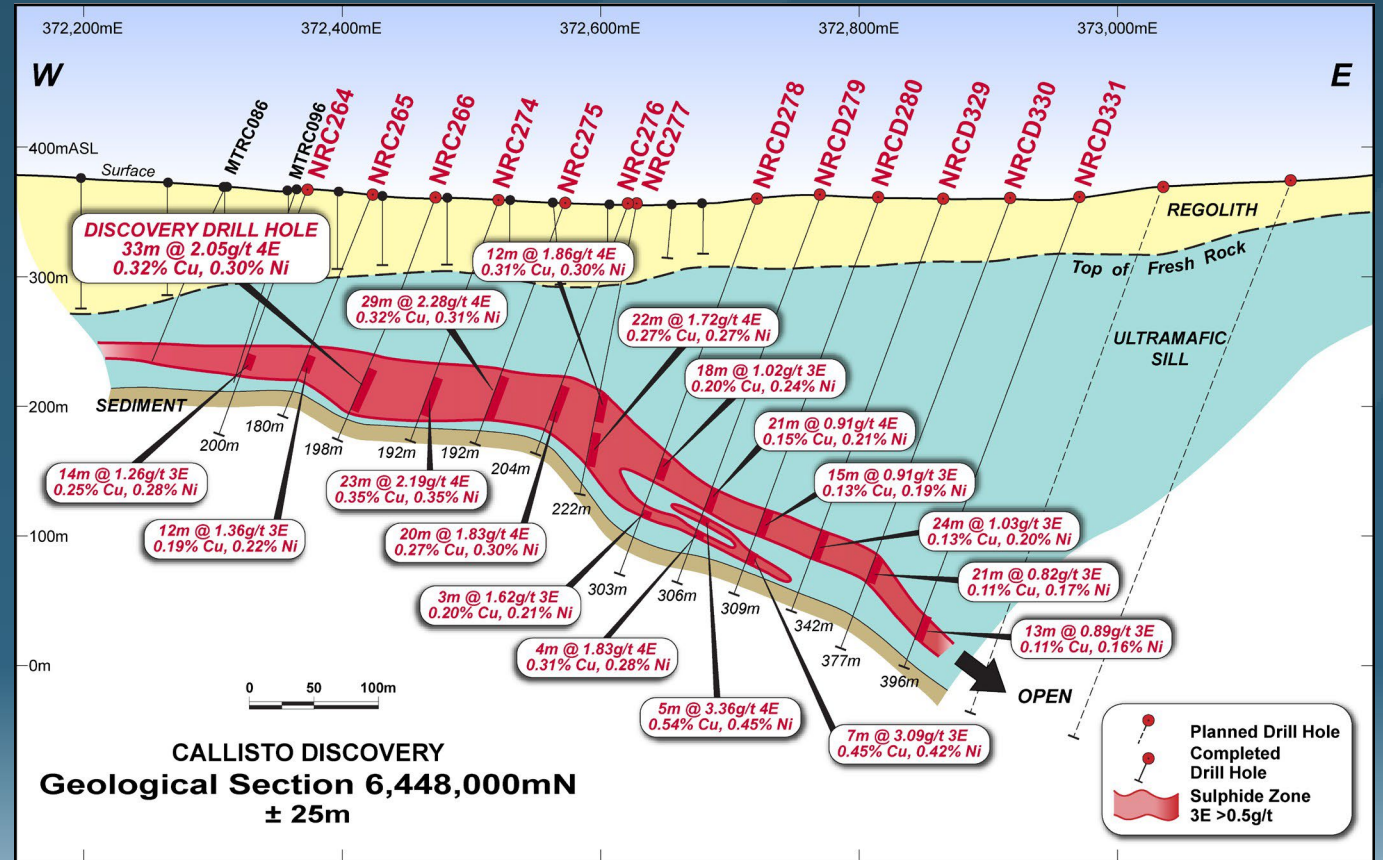 372,200mE
372,400mE
372,600mE
372,800mE
373,000mE
W
E
MTRC086
MTRC096
NRC264
NRC265
NRC266
NRC274
NRC275
NRC276
NRC277
NRCD278
NRCD279
NRCD280
NRCD329
NRCD330
NRCD331
400mASL
Surface
REGOLITH
Top of Fresh Rock
DISCOVERY DRILL HOLE
33m @ 2.05g/t 4E
0.32% Cu, 0.30% Ni
12m @ 1.86g/t 4E
0.31% Cu, 0.30% Ni
300m
29m @ 2.28g/t 4E
0.32% Cu, 0.31% Ni
22m @ 1.72g/t 4E
0.27% Cu, 0.27% Ni
ULTRAMAFIC
SILL
18m @ 1.02g/t 3E
0.20% Cu, 0.24% Ni
200m
SEDIMENT
21m @ 0.91g/t 4E
0.15% Cu, 0.21% Ni
200m
180m
198m
192m
192m
204m
222m
14m @ 1.26g/t 3E
0.25% Cu, 0.28% Ni
23m @ 2.19g/t 4E
0.35% Cu, 0.35% Ni
15m @ 0.91g/t 3E
0.13% Cu, 0.19% Ni
12m @ 1.36g/t 3E
0.19% Cu, 0.22% Ni
20m @ 1.83g/t 4E
0.27% Cu, 0.30% Ni
24m @ 1.03g/t 3E
0.13% Cu, 0.20% Ni
100m
21m @ 0.82g/t 3E
0.11% Cu, 0.17% Ni
303m
306m
309m
342m
377m
396m
3m @ 1.62g/t 3E
0.20% Cu, 0.21% Ni
13m @ 0.89g/t 3E
0.11% Cu, 0.16% Ni
4m @ 1.83g/t 4E
0.31% Cu, 0.28% Ni
0m
OPEN
5m @ 3.36g/t 4E
0.54% Cu, 0.45% Ni
7m @ 3.09g/t 3E
0.45% Cu, 0.42% Ni
0 50 100m
CALLISTO DISCOVERY
Geological Section 6,448,000mN
± 25m
Planned Drill Hole
Completed
Drill Hole
Sulphide Zone
3E >0.5g/t